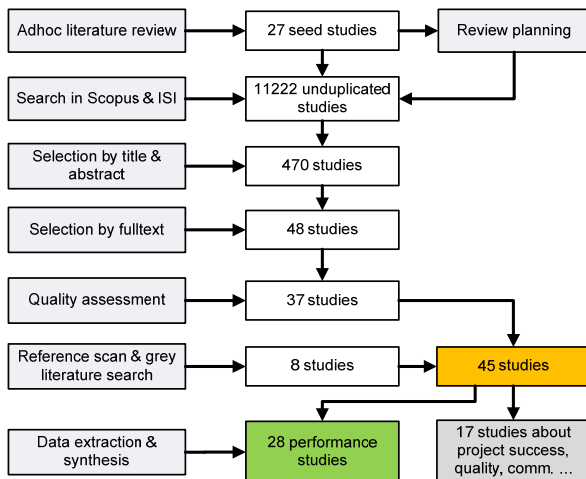 Adhoc literature review
27 seed studies
Review planning
Search in Scopus & ISI
11222 unduplicated
studies
Selection by title &
abstract
470 studies
Selection by fulltext
48 studies
Quality assessment
37 studies
Reference scan & grey
literature search
8 studies
45 studies
Data extraction &
synthesis
28 performance
studies
17 studies about
project success,
quality, comm. ...